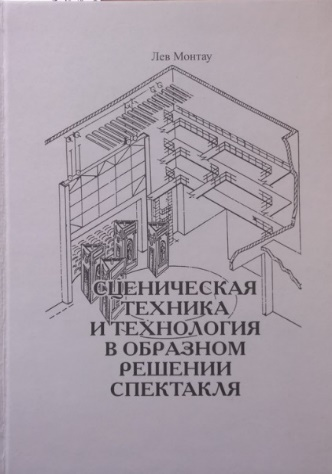 Лев Монтау
СЦЕНИЧЕСКАЯ
ТЕХНИКА
И ТЕХНОЛОГИЯ
В ОБРАЗНОМ
РЕШЕНИИ
СПЕКТАКЛЯ